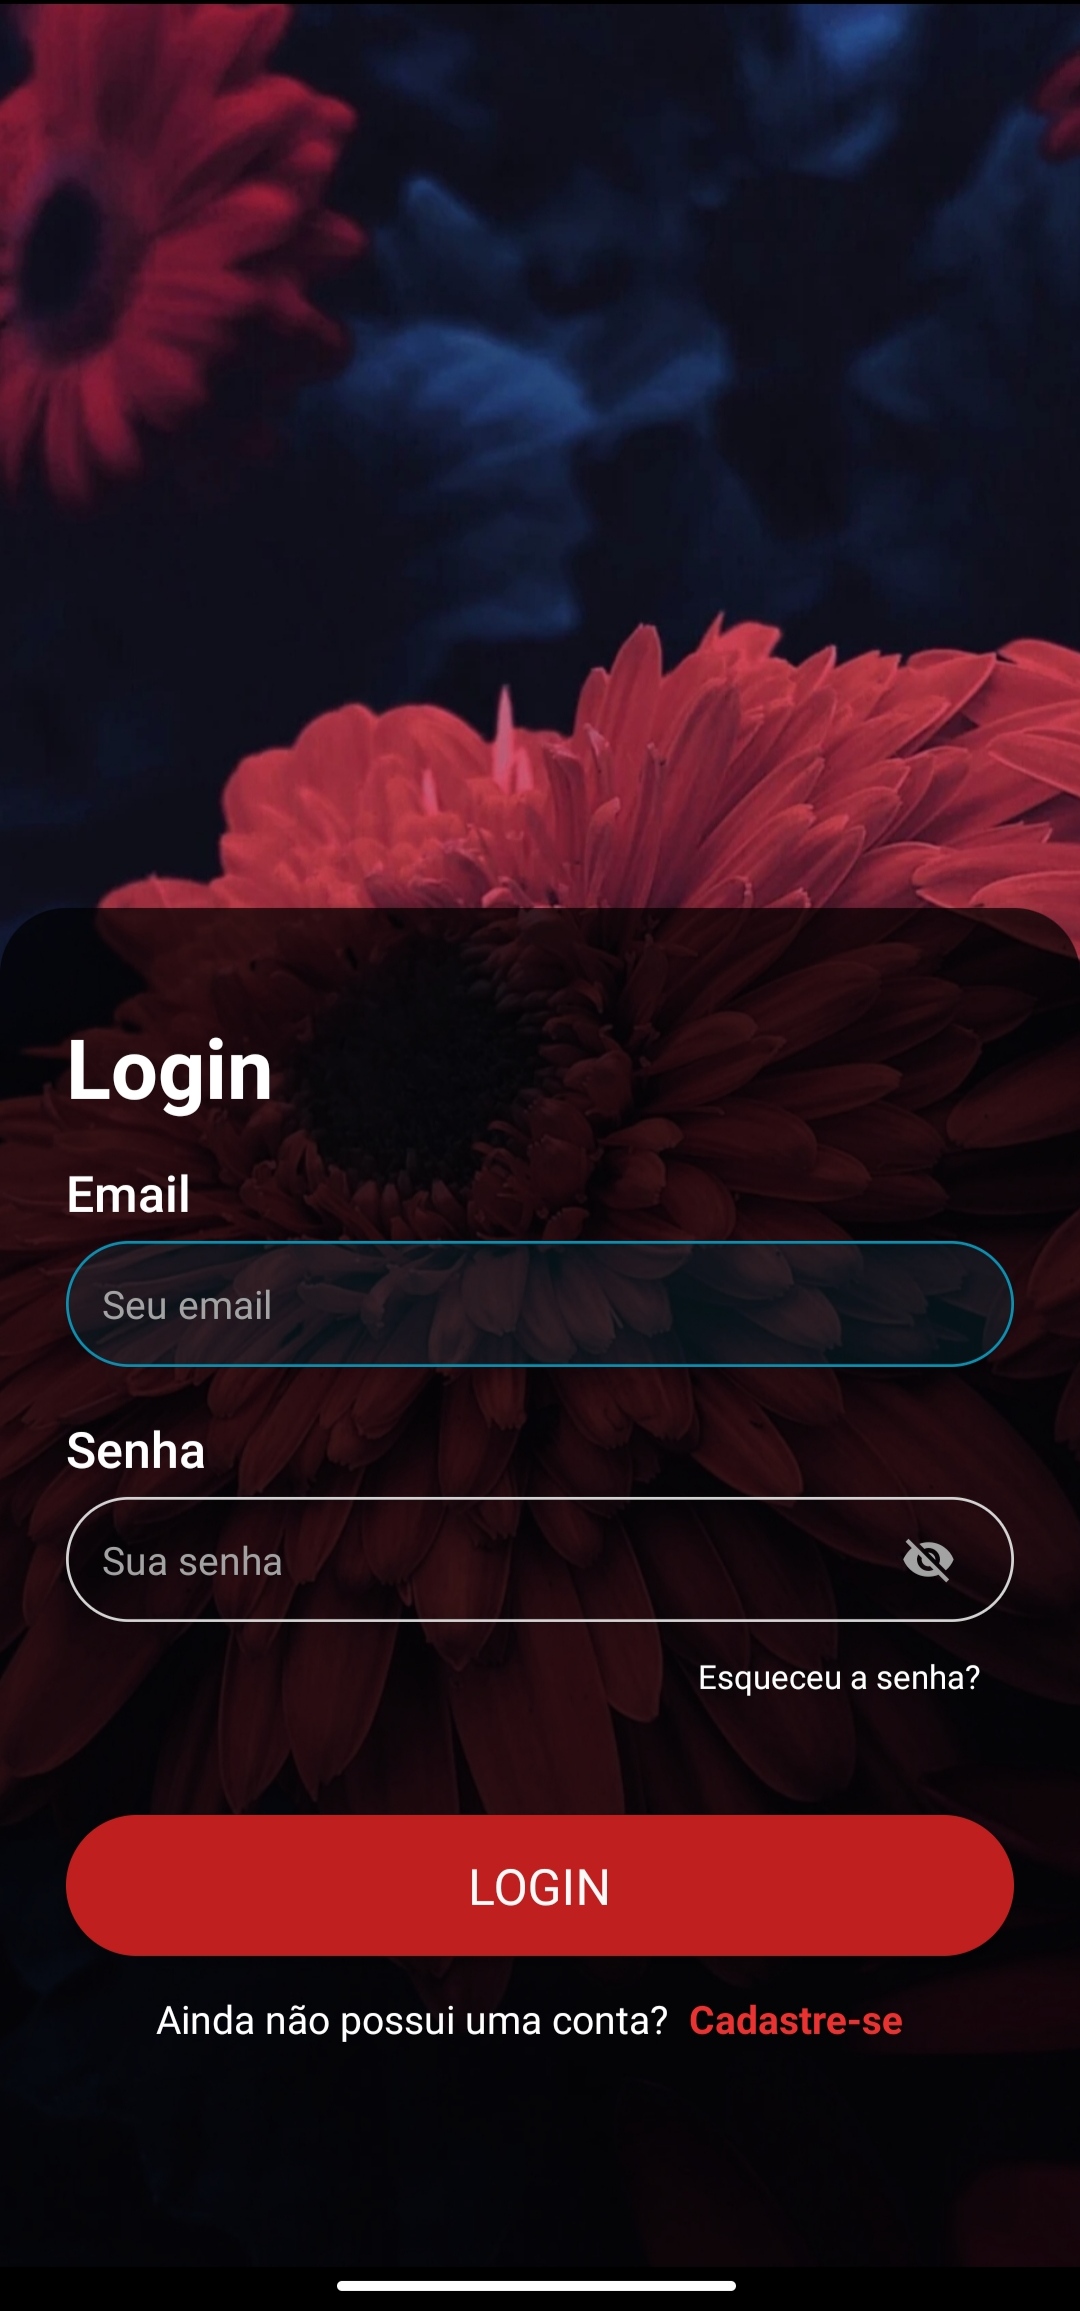 Login
Email
Seu email
Senha
Sua senha
Esqueceu a senha?
LOGIN
Ainda não possui uma conta? Cadastre-se